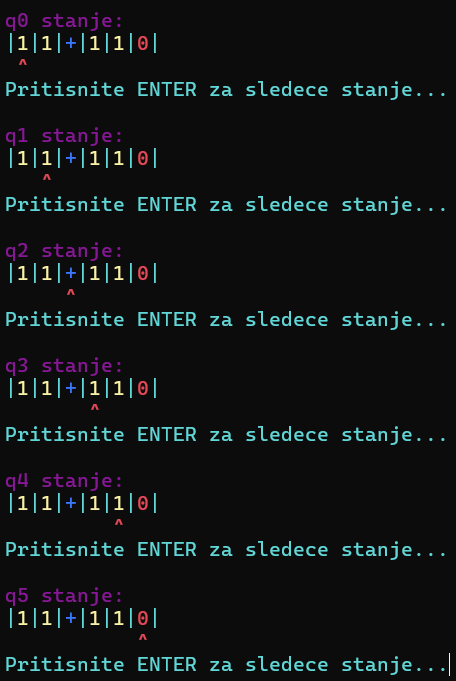 q0 stanje:
|1|1|+|1|1|0|
^
Pritisnite ENTER za sledece stanje...
q1 stanje:
|1|1|+|1|1|0|
^
Pritisnite ENTER za sledece stanje...
q2 stanje:
|1|1|+|1|1|0|
^
Pritisnite ENTER za sledece stanje...
q3 stanje:
|1|1|+|1|1|0|
^
Pritisnite ENTER za sledece stanje...
q4 stanje:
|1|1|+|1|1|0|
^
Pritisnite ENTER za sledece stanje...
q5 stanje:
|1|1|+|1|1|0|
^
Pritisnite ENTER za sledece stanje...